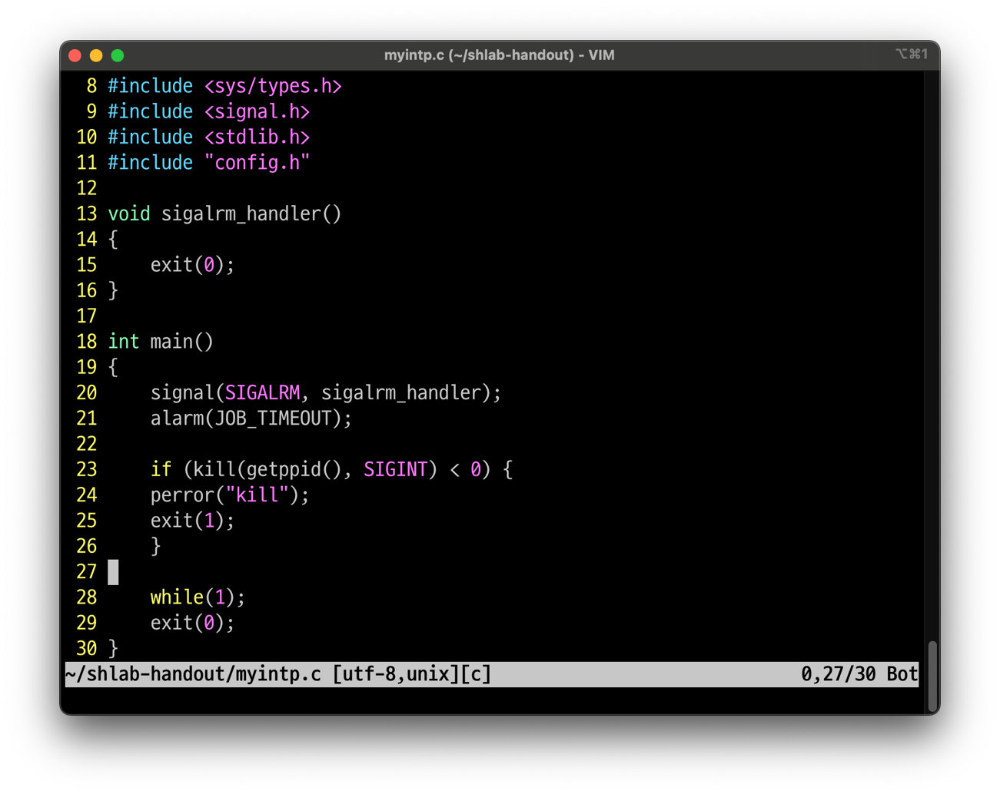 myintp.c (~/shlab-handout) - VIM ⌥⌘1
8 #include <sys/types.h>
9 #include <signal.h>
10 #include <stdlib.h>
11 #include "config.h"
12
13 void sigalrm_handler()
14 {
15     exit(0);
16 }
17
18 int main()
19 {
20     signal(SIGALRM, sigalrm_handler);
21     alarm(JOB_TIMEOUT);
22
23     if (kill(getppid(), SIGINT) < 0) {
24     perror("kill");
25     exit(1);
26     }
27
28     while(1);
29     exit(0);
30 }
~/shlab-handout/myintp.c [utf-8,unix][c] 0,27/30 Bot